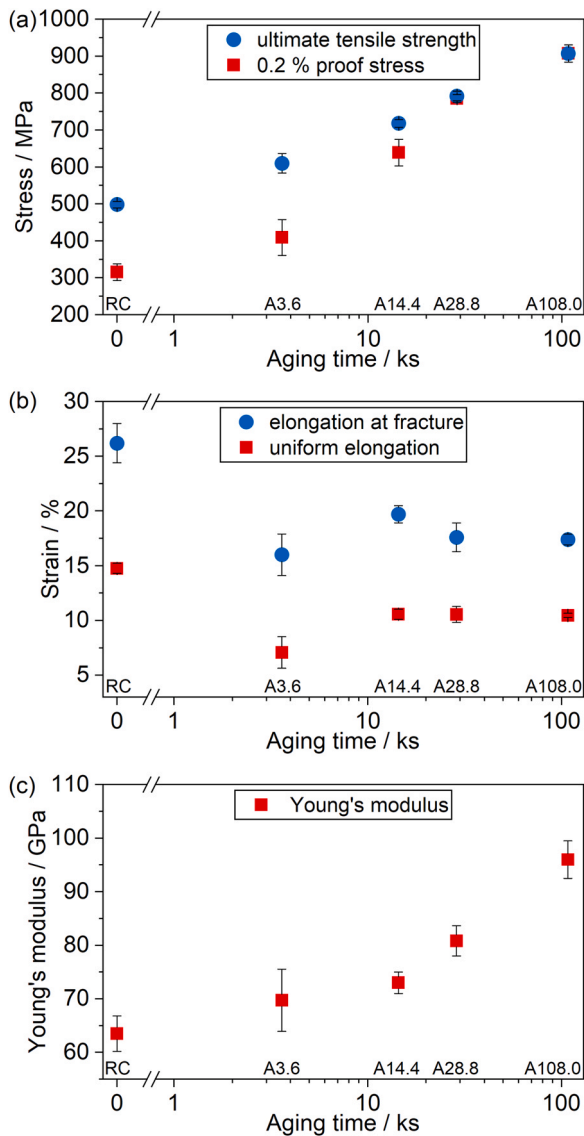 (a)
1000
900
800
700
600
500
400
300
200
Stress / MPa
ultimate tensile strength
0.2 % proof stress
RC A3.6 A14.4 A28.8 A108.0
0 1 10 100
Aging time / ks
(b)
30
25
20
15
10
5
Strain / %
elongation at fracture
uniform elongation
RC A3.6 A14.4 A28.8 A108.0
0 1 10 100
Aging time / ks
(c)
110
100
90
80
70
60
Young's modulus / GPa
Young's modulus
RC A3.6 A14.4 A28.8 A108.0
0 1 10 100
Aging time / ks